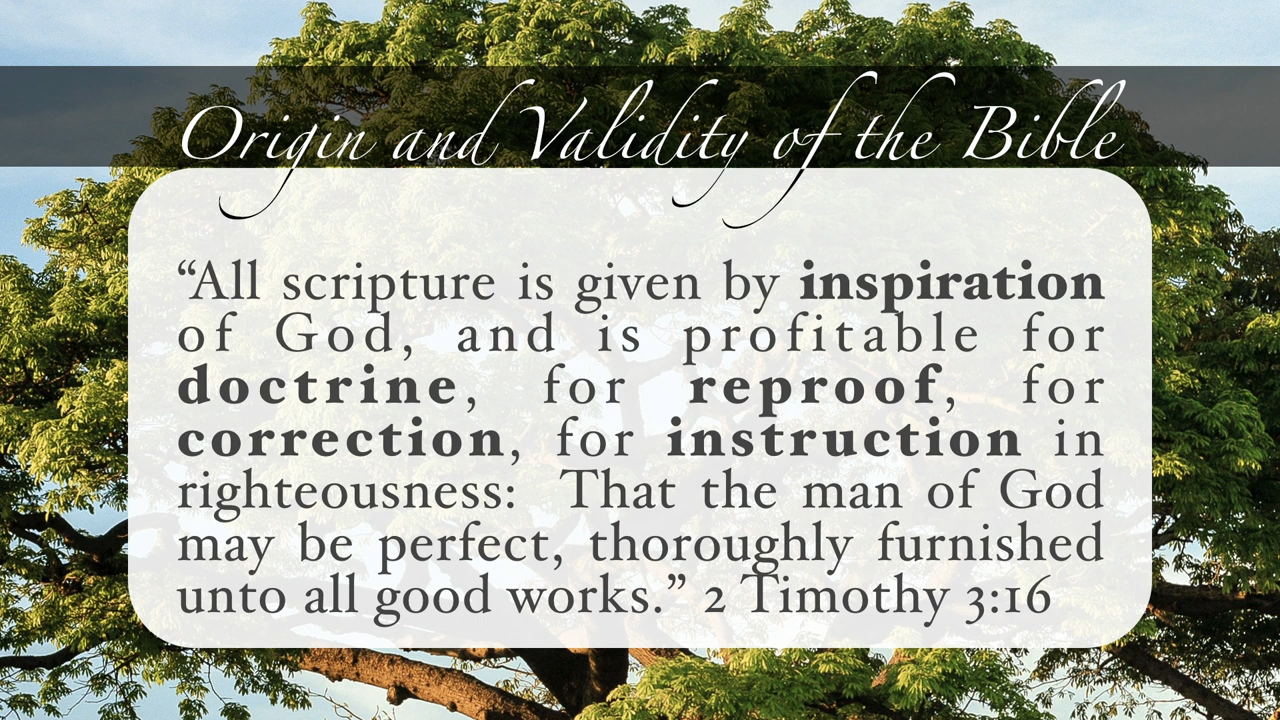 Origin and Validity of the Bible
“All scripture is given by inspiration
of God, and is profitable for
doctrine, for reproof, for
correction, for instruction in
righteousness: That the man of God
may be perfect, thoroughly furnished
unto all good works.” 2 Timothy 3:16